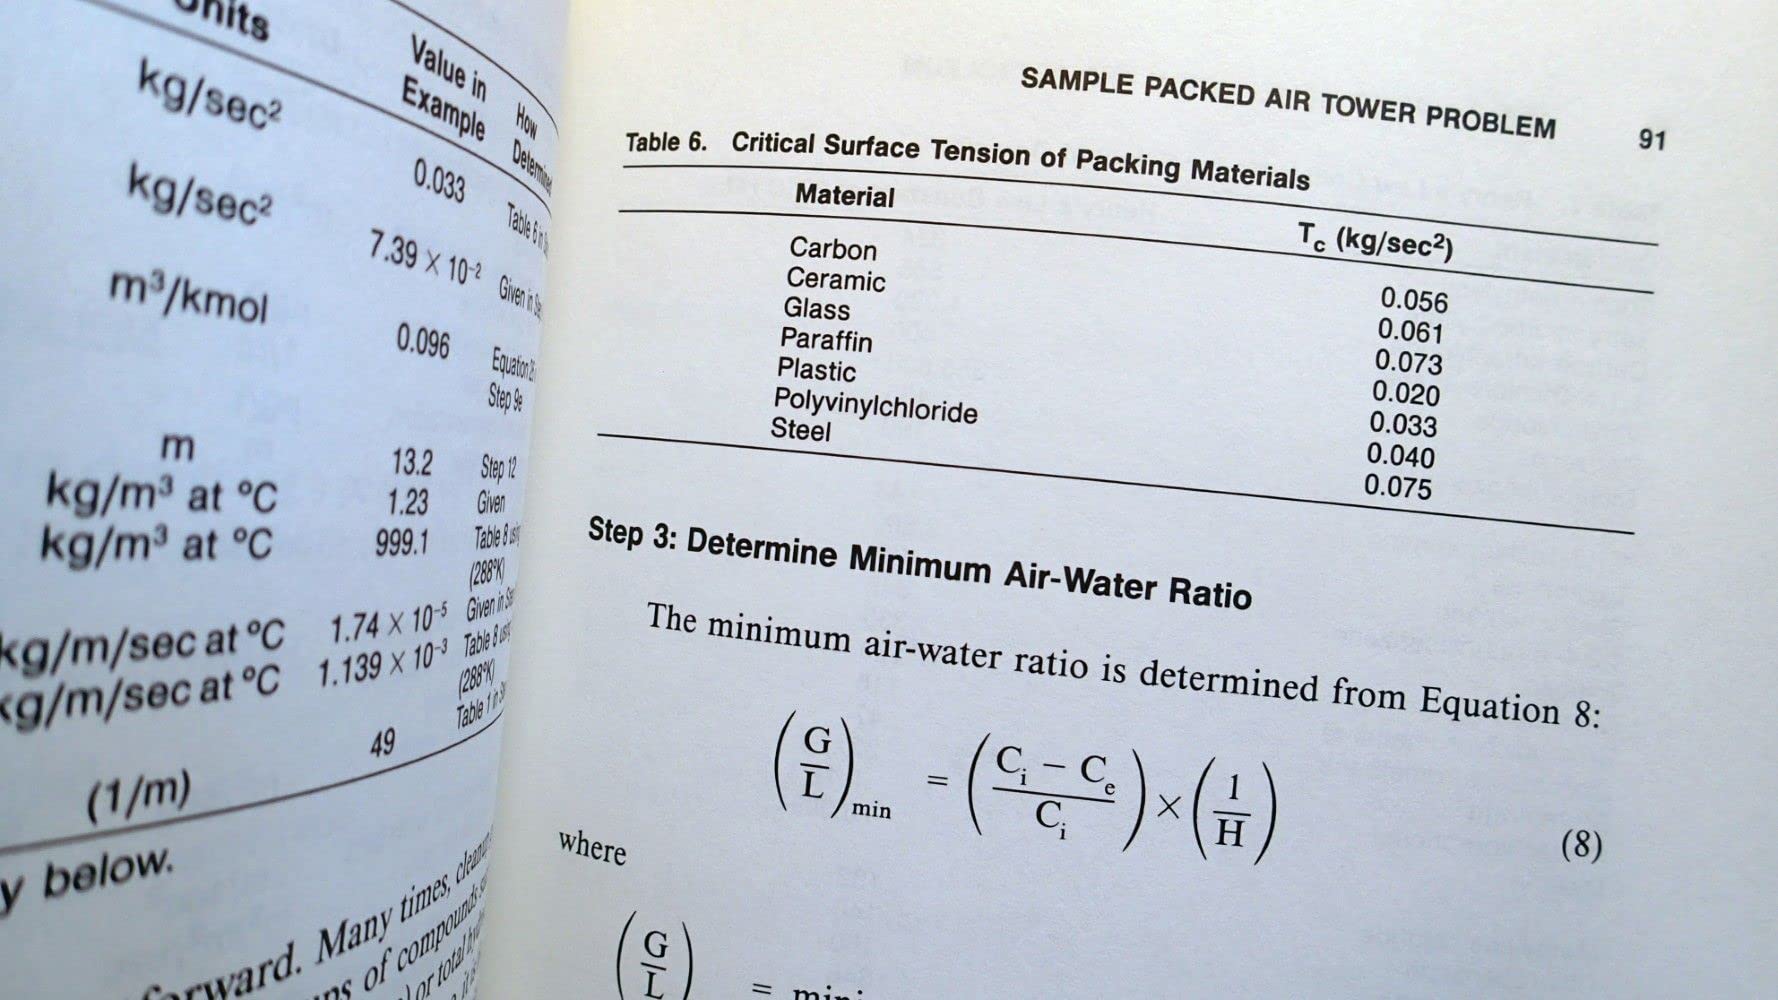 Units
Value in
Example
How
Determined
kg/sec²
0.033
Table 6 in
kg/sec²
7.39 × 10⁻²
Given in
m³/kmol
0.096
Equation
Step 9e
m
13.2
Step 12
kg/m³ at °C
1.23
Given
kg/m³ at °C
999.1
Table 8
(288°K)
kg/m/sec at °C
1.74 × 10⁻⁵
Given in
kg/m/sec at °C
1.139 × 10⁻³
Table 8
(288°K)
(1/m)
49
Table 1 in
y below.
forward. Many times,
of compounds
or total
SAMPLE PACKED AIR TOWER PROBLEM 91
Table 6. Critical Surface Tension of Packing Materials
Material Tc (kg/sec²)
Carbon 0.056
Ceramic 0.061
Glass 0.073
Paraffin 0.020
Plastic 0.033
Polyvinylchloride 0.040
Steel 0.075
Step 3: Determine Minimum Air-Water Ratio
The minimum air-water ratio is determined from Equation 8:
(G/L)min = ((Ci − Ce)/Ci) × (1/H) (8)
where
(G/L) =